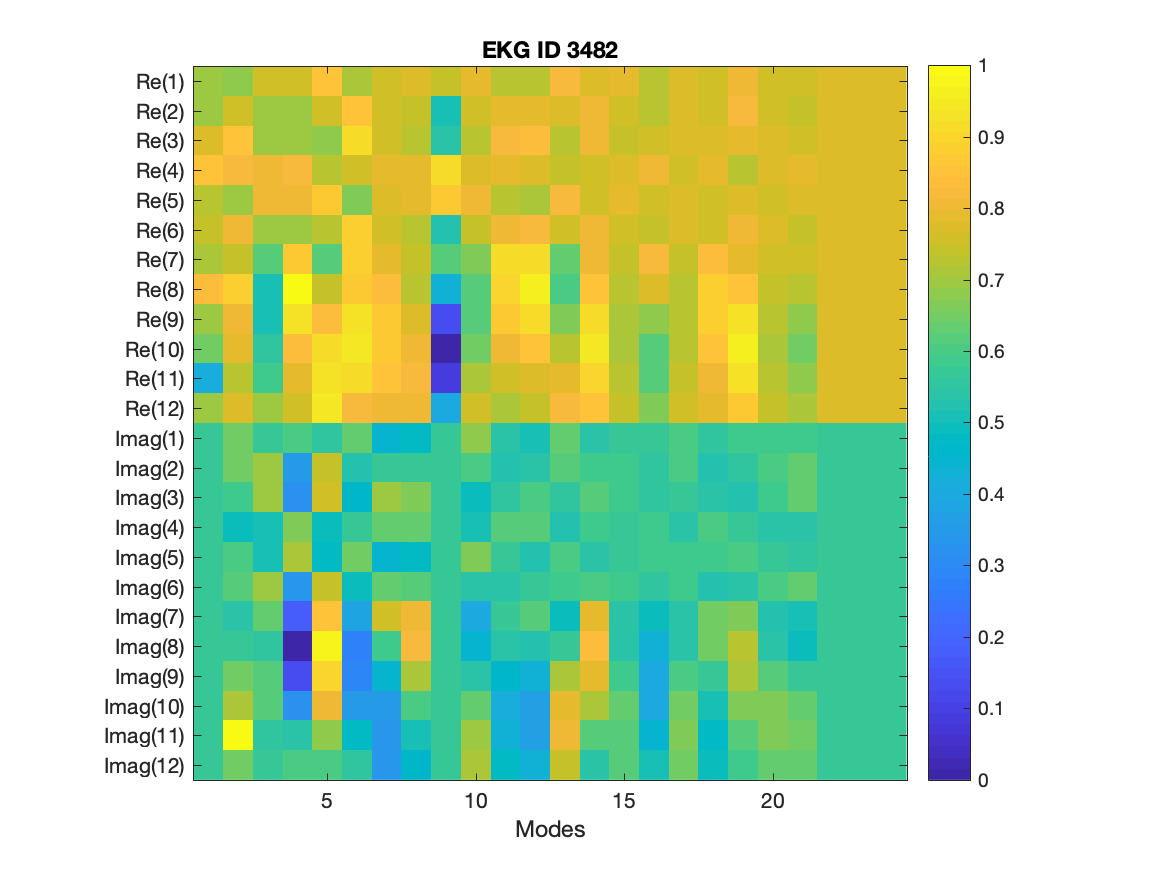 EKG ID 3482
Re(1)
Re(2)
Re(3)
Re(4)
Re(5)
Re(6)
Re(7)
Re(8)
Re(9)
Re(10)
Re(11)
Re(12)
Imag(1)
Imag(2)
Imag(3)
Imag(4)
Imag(5)
Imag(6)
Imag(7)
Imag(8)
Imag(9)
Imag(10)
Imag(11)
Imag(12)
5 10 15 20
Modes
1
0.9
0.8
0.7
0.6
0.5
0.4
0.3
0.2
0.1
0